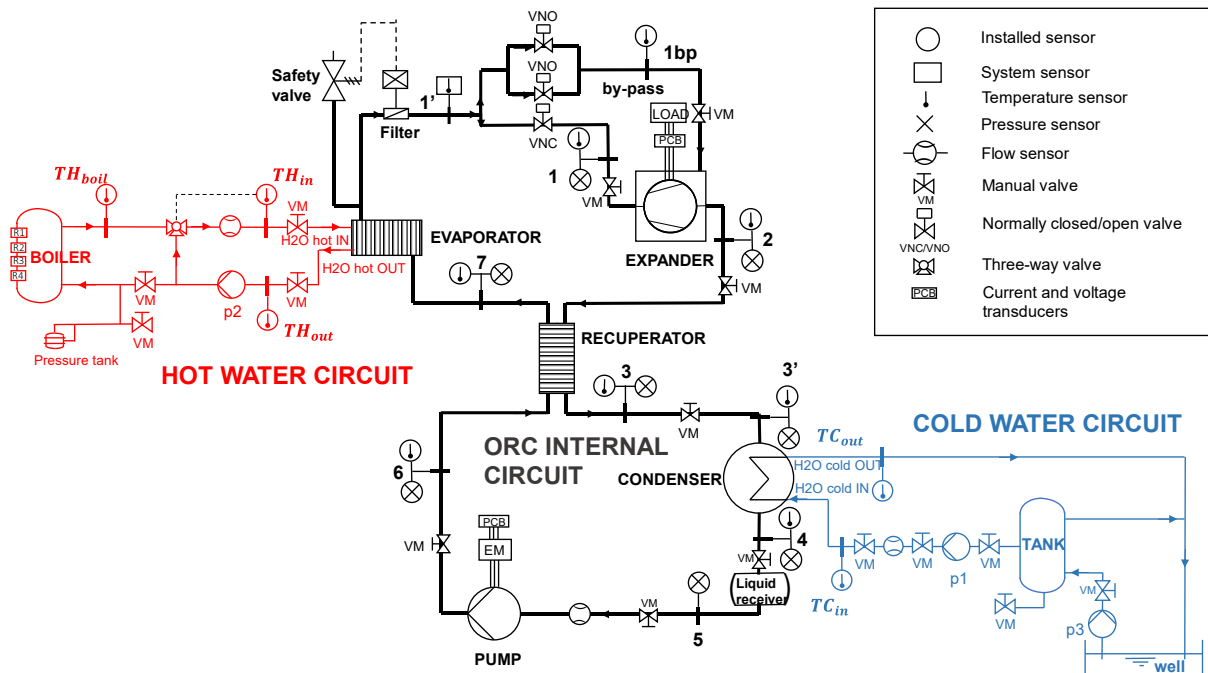 VNO
VNO
VNC
1bp
by-pass
VM
Safety
valve
Filter
1'
LOAD
PCB
1
VM
EXPANDER
2
VM
TH_boil
TH_in
VM
H2O hot IN
H2O hot OUT
EVAPORATOR
R1
R2
R3
R4
BOILER
VM
p2
VM
TH_out
VM
Pressure tank
HOT WATER CIRCUIT
7
RECUPERATOR
3
VM
3'
ORC INTERNAL
CIRCUIT
CONDENSER
6
VM
PCB
EM
PUMP
VM
5
4
VM
Liquid
receiver
COLD WATER CIRCUIT
TC_out
H2O cold OUT
H2O cold IN
TC_in
VM
VM
p1
VM
TANK
VM
VM
p3
well
Installed sensor
System sensor
Temperature sensor
Pressure sensor
Flow sensor
VM
Manual valve
VNC/VNO
Normally closed/open valve
Three-way valve
PCB
Current and voltage
transducers